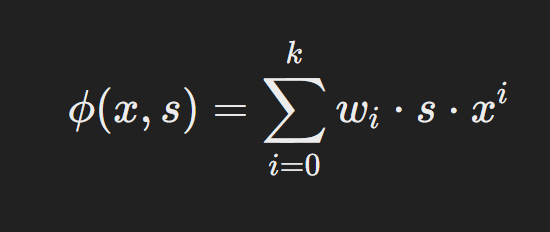 ϕ(x, s) = ∑_{i=0}^{k} w_i · s · x^i